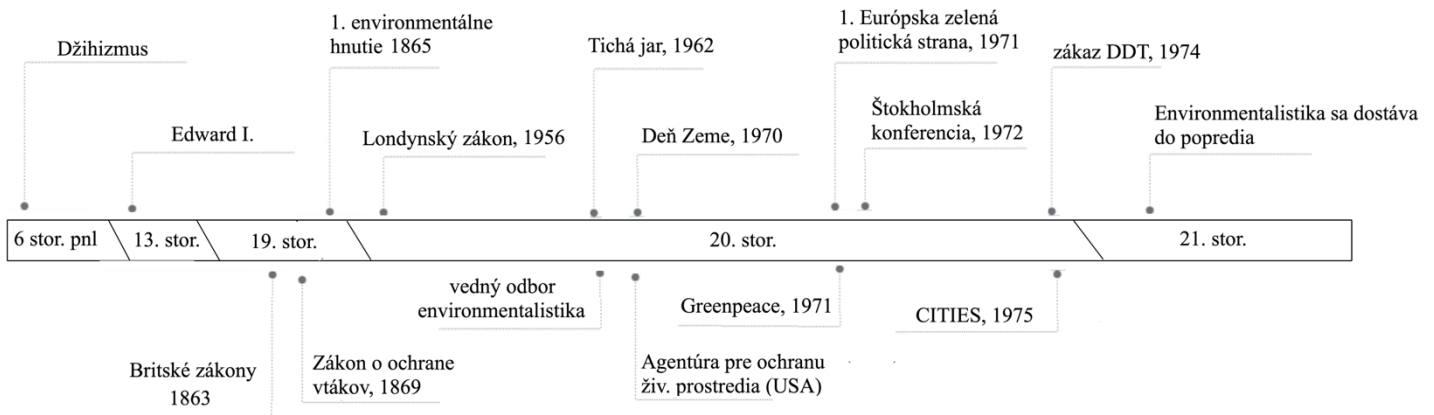 Džihizmus
1. environmentálne
hnutie 1865
Tichá jar, 1962
1. Európska zelená
politická strana, 1971
zákaz DDT, 1974
Edward I.
Londynský zákon, 1956
Deň Zeme, 1970
Štokholmská
konferencia, 1972
Environmentalistika sa dostáva
do popredia
6 stor. pnl
13. stor.
19. stor.
20. stor.
21. stor.
vedný odbor
environmentalistika
Greenpeace, 1971
CITIES, 1975
Britské zákony
1863
Zákon o ochrane
vtákov, 1869
Agentúra pre ochranu
živ. prostredia (USA)